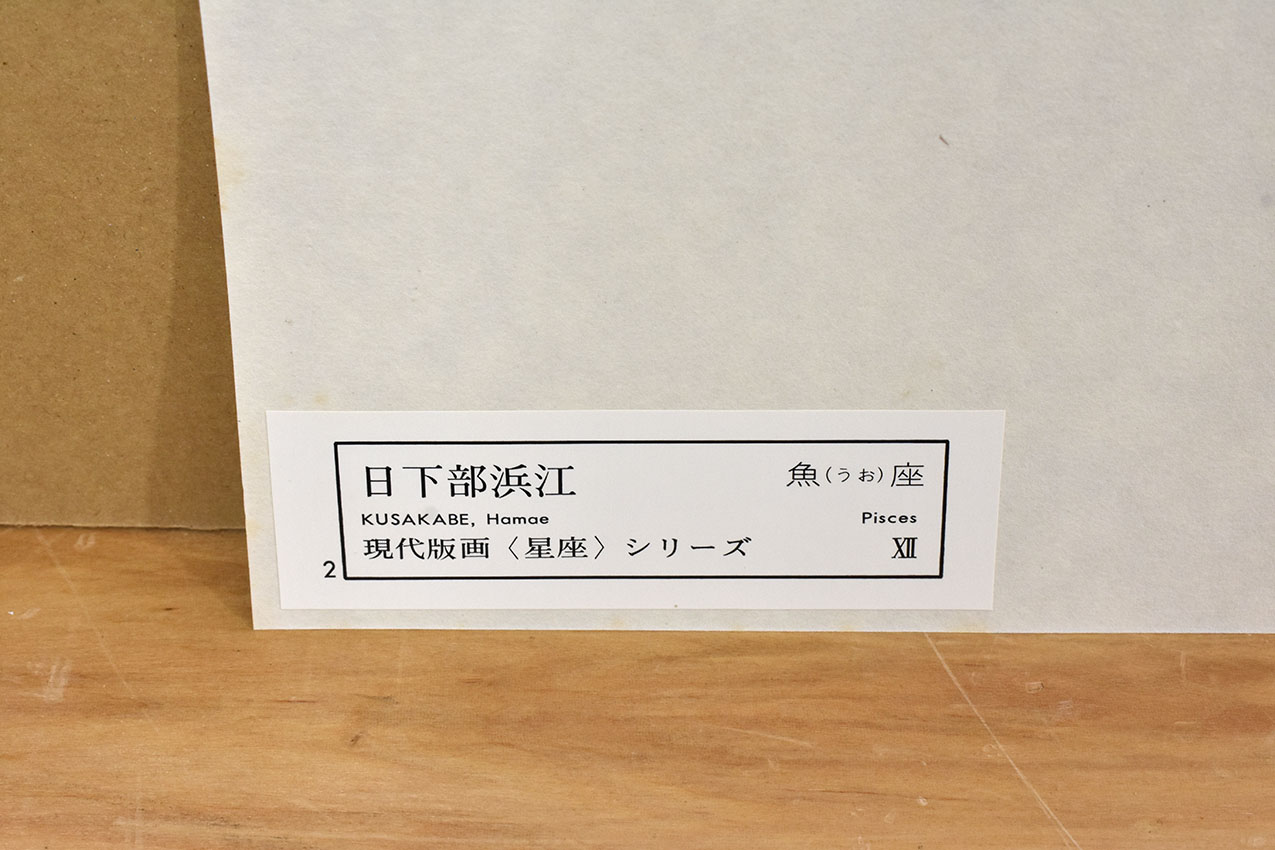 日下部浜江 魚(うお)座
KUSAKABE, Hamae Pisces
現代版画〈星座〉シリーズ XII
2